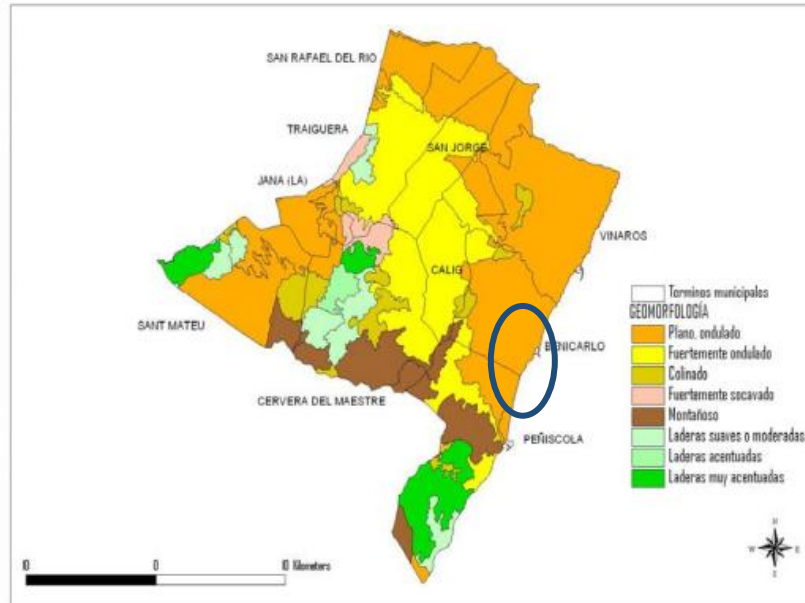 SAN RAFAEL DEL RIO
TRAIGUERA
SAN JORGE
JANA (LA)
VINAROS
CALIG
SANT MATEU
BENICARLO
CERVERA DEL MAESTRE
PEÑISCOLA
Terminos municipales
GEOMORFOLOGÍA
Plano, ondulado
Fuertemente ondulado
Colinado
Fuertemente socavado
Montañoso
Laderas suaves o moderadas
Laderas acentuadas
Laderas muy acentuadas
10 0 10 Kilometers
N
W E
S